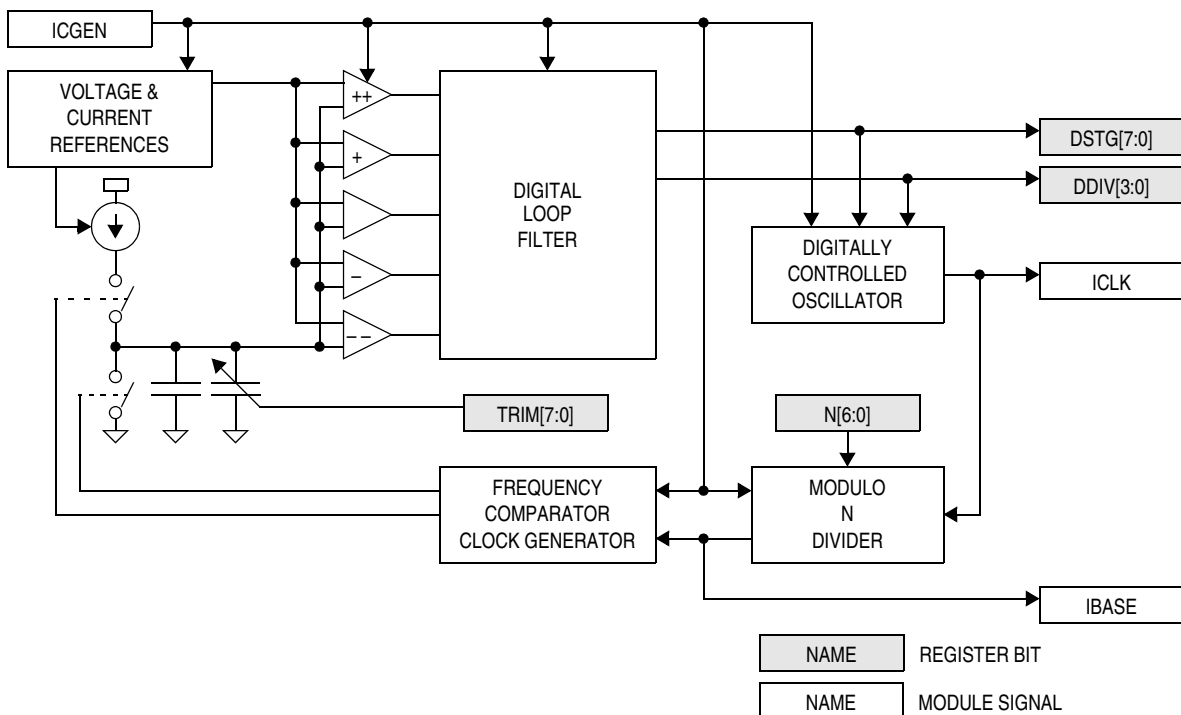 ICGEN
VOLTAGE &
CURRENT
REFERENCES
++
+
−
− −
DIGITAL
LOOP
FILTER
DSTG[7:0]
DDIV[3:0]
DIGITALLY
CONTROLLED
OSCILLATOR
ICLK
TRIM[7:0]
N[6:0]
FREQUENCY
COMPARATOR
CLOCK GENERATOR
MODULO
N
DIVIDER
IBASE
NAME
REGISTER BIT
NAME
MODULE SIGNAL